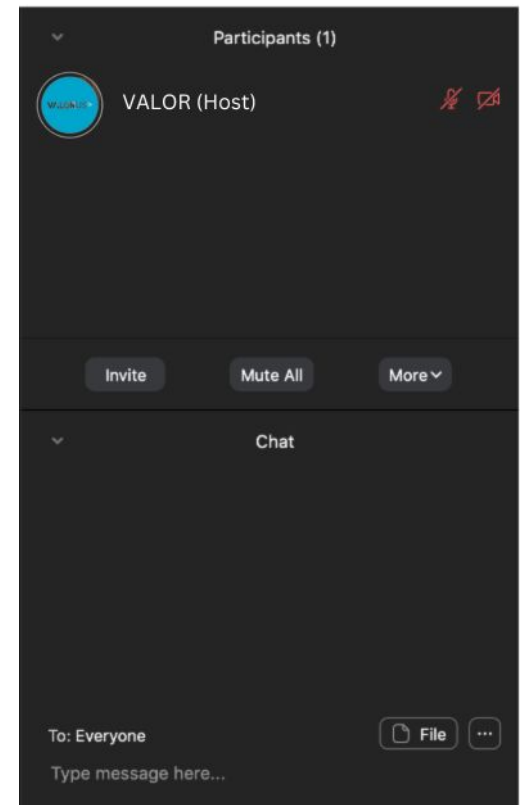 Participants (1)
VALOR (Host)
Invite Mute All More
Chat
To: Everyone File ...
Type message here...